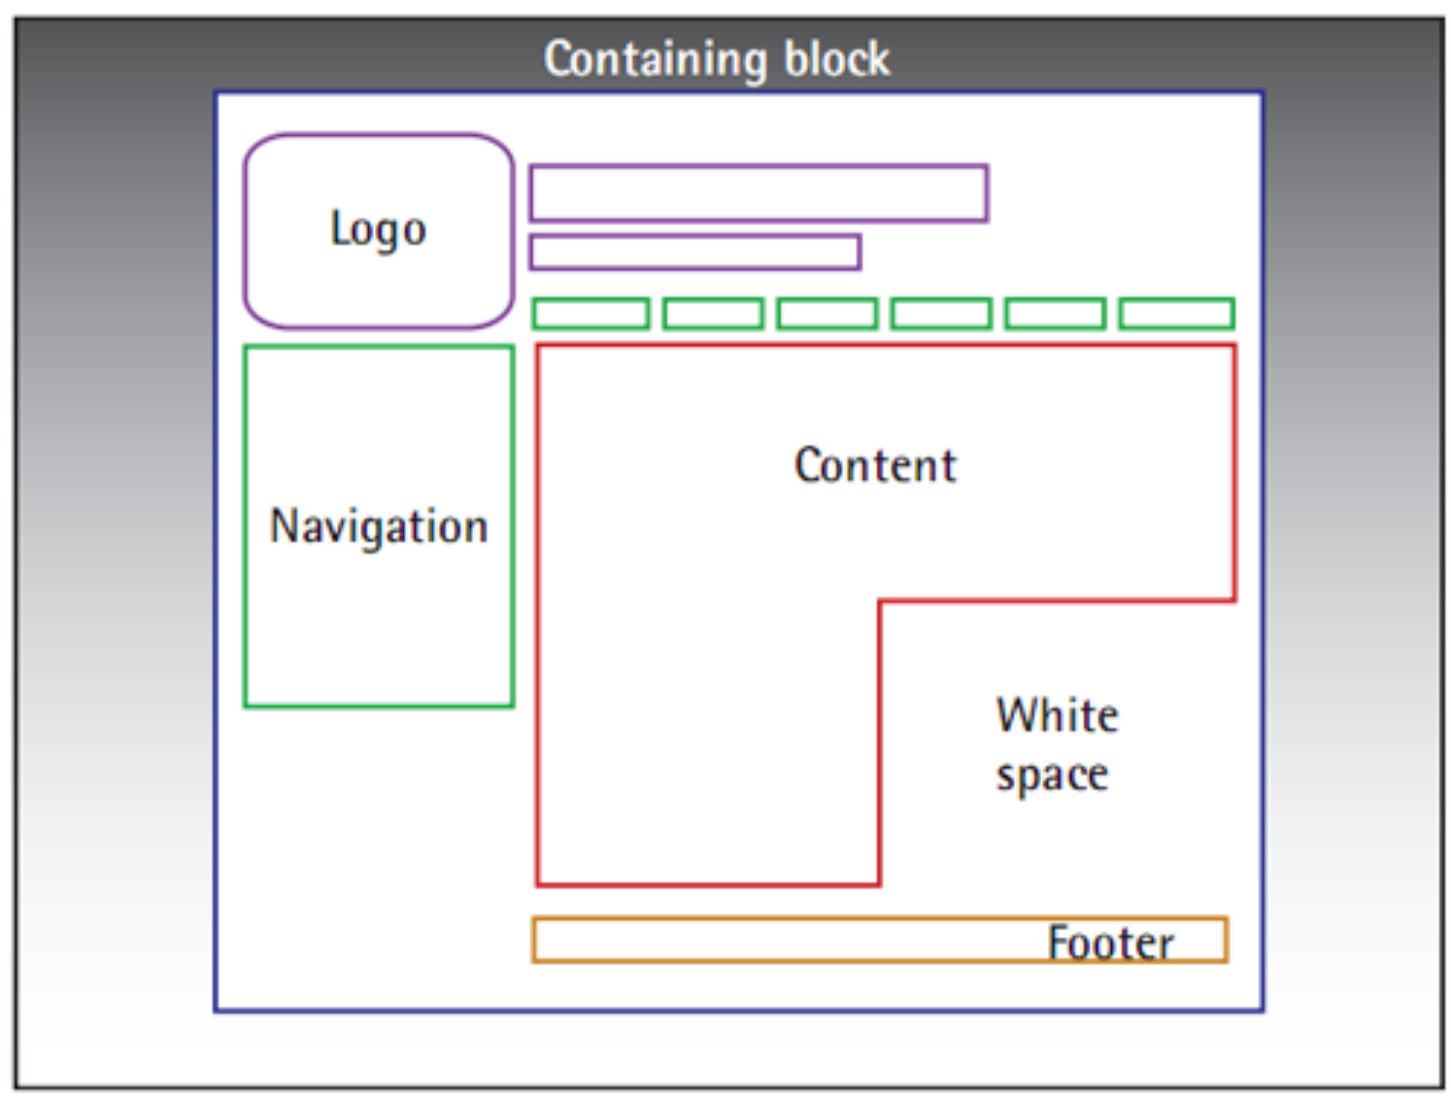 Containing block
Logo
Navigation
Content
White
space
Footer